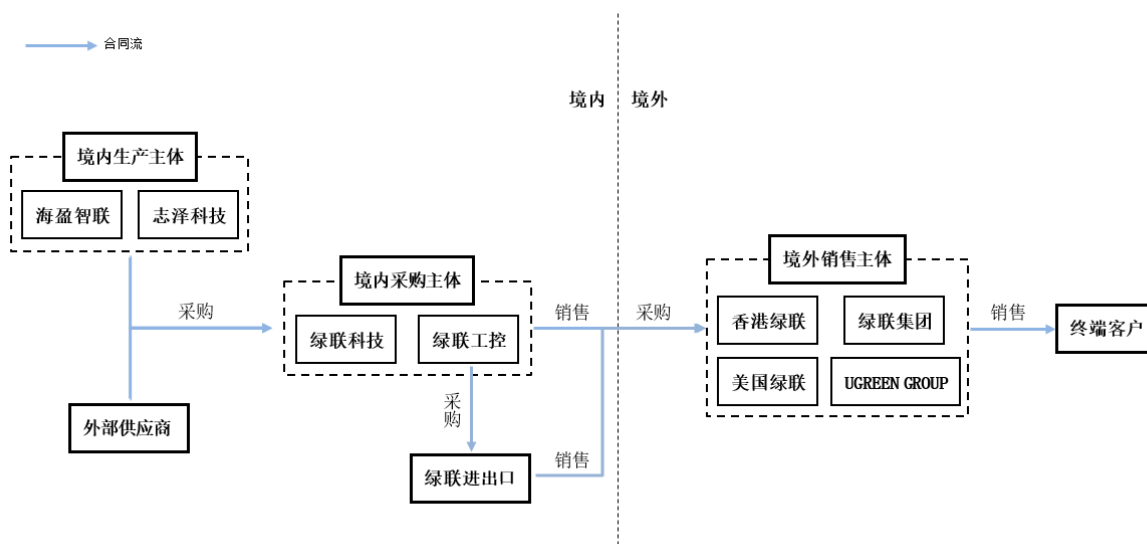 合同流
境内
境外
境内生产主体
海盈智联
志泽科技
采购
外部供应商
境内采购主体
绿联科技
绿联工控
采购
绿联进出口
销售
销售
采购
境外销售主体
香港绿联
绿联集团
美国绿联
UGREEN GROUP
销售
终端客户